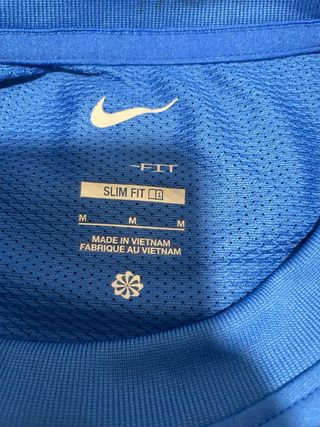 FIT
SLIM FIT
M M M
MADE IN VIETNAM
FABRIQUE AU VIETNAM